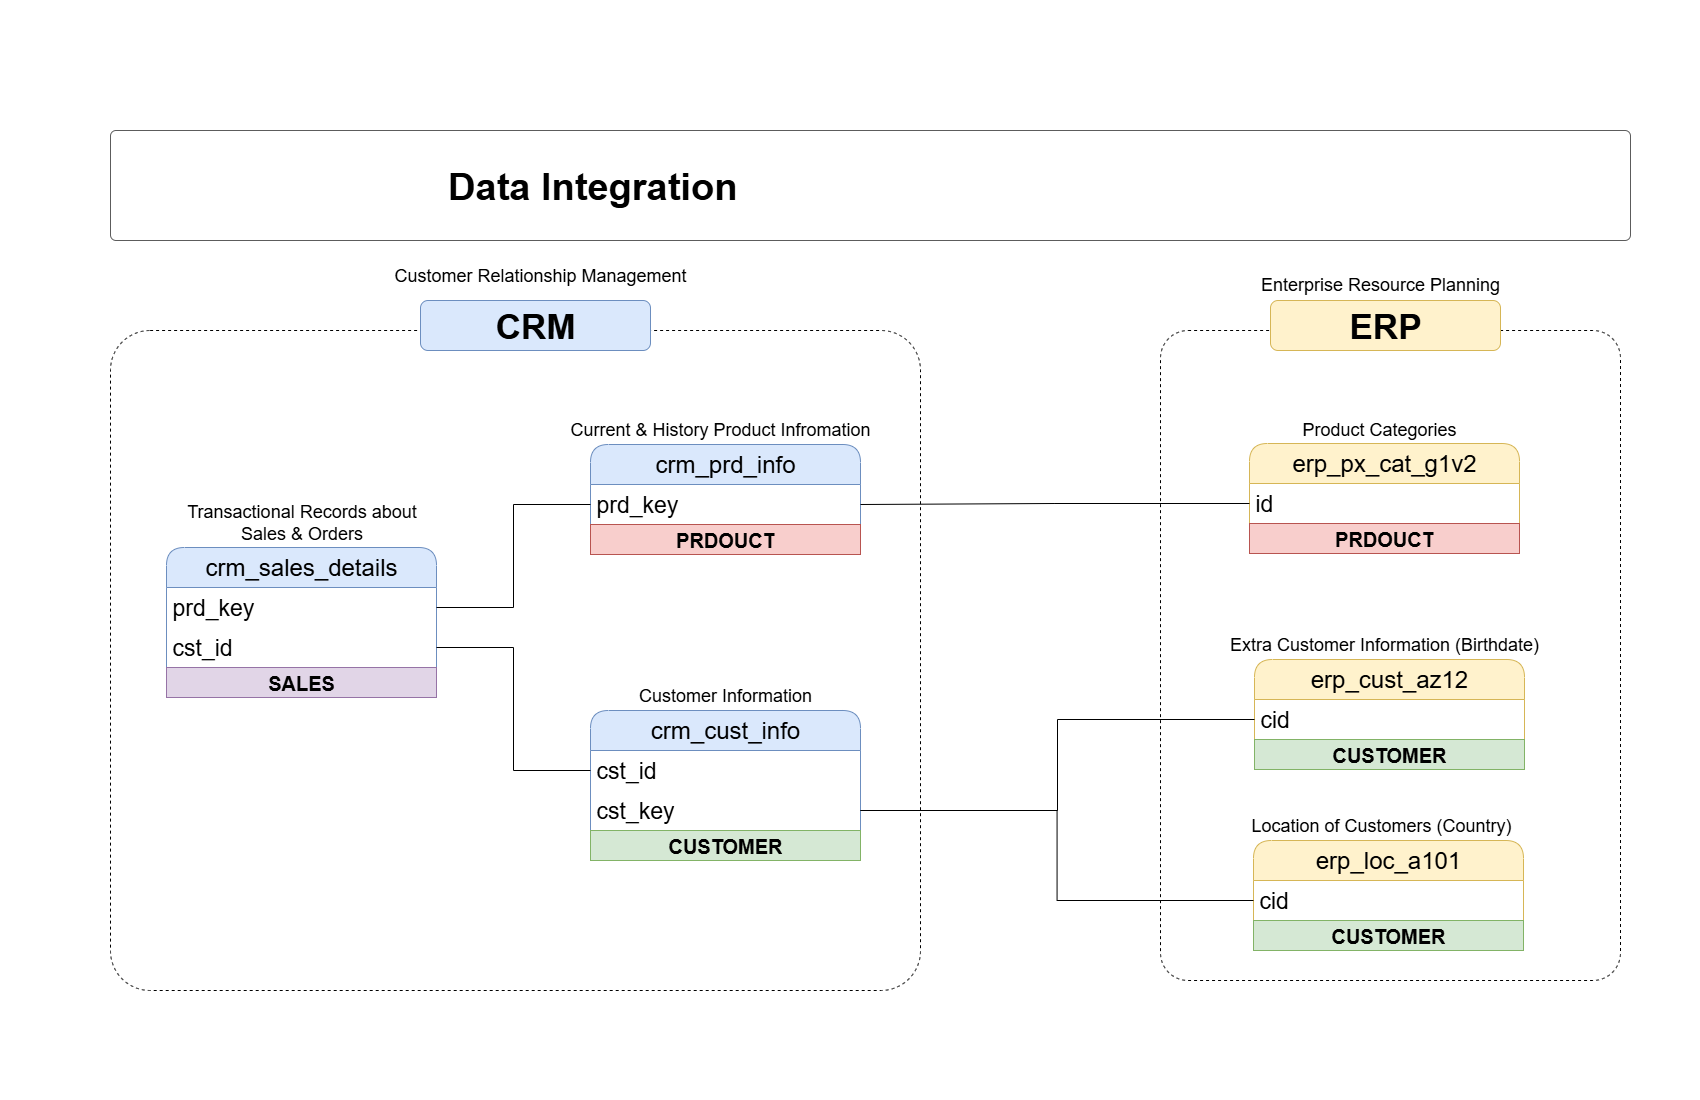 Data Integration
Customer Relationship Management
CRM
Enterprise Resource Planning
ERP
Transactional Records about
Sales & Orders
crm_sales_details
prd_key
cst_id
SALES
Current & History Product Infromation
crm_prd_info
prd_key
PRDOUCT
Customer Information
crm_cust_info
cst_id
cst_key
CUSTOMER
Product Categories
erp_px_cat_g1v2
id
PRDOUCT
Extra Customer Information (Birthdate)
erp_cust_az12
cid
CUSTOMER
Location of Customers (Country)
erp_loc_a101
cid
CUSTOMER